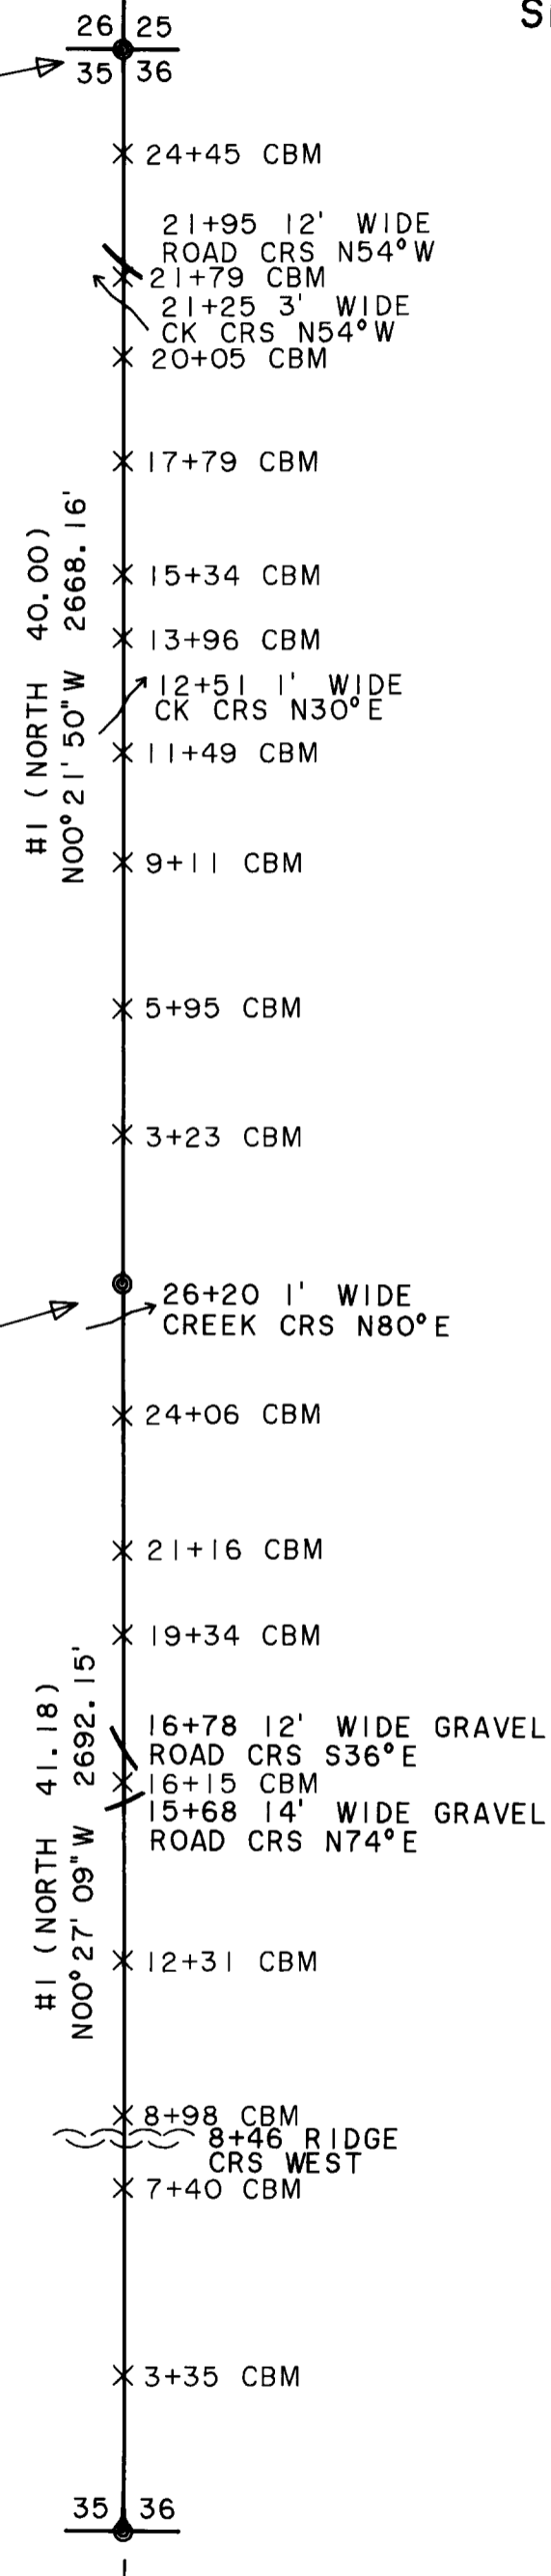 S
26 25
35 36
24+45 CBM
21+95 12' WIDE
ROAD CRS N54°W
21+79 CBM
21+25 3' WIDE
CK CRS N54°W
20+05 CBM
17+79 CBM
#1 (NORTH 40.00)
N00°21'50"W 2668.16'
15+34 CBM
13+96 CBM
12+51 1' WIDE
CK CRS N30°E
11+49 CBM
9+11 CBM
5+95 CBM
3+23 CBM
26+20 1' WIDE
CREEK CRS N80°E
24+06 CBM
21+16 CBM
19+34 CBM
#1 (NORTH 41.18)
N00°27'09"W 2692.15'
16+78 12' WIDE GRAVEL
ROAD CRS S36°E
16+15 CBM
15+68 14' WIDE GRAVEL
ROAD CRS N74°E
12+31 CBM
8+98 CBM
8+46 RIDGE
CRS WEST
7+40 CBM
3+35 CBM
35 36